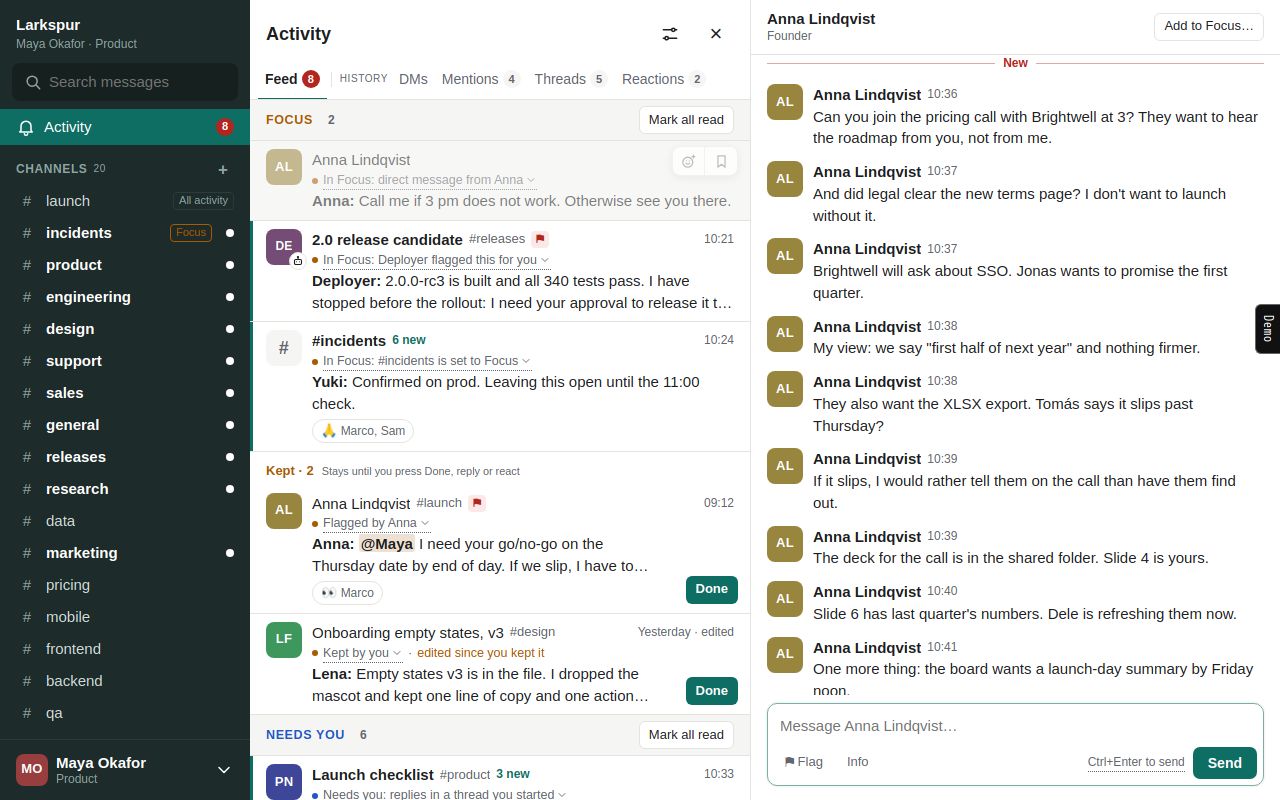 Larkspur
Maya Okafor · Product
Search messages
Activity
8
CHANNELS 20
+
# launch All activity
# incidents Focus
# product
# engineering
# design
# support
# sales
# general
# releases
# research
# data
# marketing
# pricing
# mobile
# frontend
# backend
# qa
MO
Maya Okafor
Product
Activity
Feed 8
HISTORY
DMs
Mentions 4
Threads 5
Reactions 2
FOCUS 2
Mark all read
AL
Anna Lindqvist
In Focus: direct message from Anna
Anna: Call me if 3 pm does not work. Otherwise see you there.
DE
2.0 release candidate #releases
10:21
In Focus: Deployer flagged this for you
Deployer: 2.0.0-rc3 is built and all 340 tests pass. I have
stopped before the rollout: I need your approval to release it t…
#
#incidents 6 new
10:24
In Focus: #incidents is set to Focus
Yuki: Confirmed on prod. Leaving this open until the 11:00
check.
🙏 Marco, Sam
Kept · 2 Stays until you press Done, reply or react
AL
Anna Lindqvist #launch
09:12
Flagged by Anna
Anna: @Maya I need your go/no-go on the
Thursday date by end of day. If we slip, I have to…
👀 Marco
Done
LF
Onboarding empty states, v3 #design
Yesterday · edited
Kept by you · edited since you kept it
Lena: Empty states v3 is in the file. I dropped the
mascot and kept one line of copy and one action…
Done
NEEDS YOU 6
Mark all read
PN
Launch checklist #product 3 new
10:33
Needs you: replies in a thread you started
Anna Lindqvist
Founder
Add to Focus…
New
AL
Anna Lindqvist 10:36
Can you join the pricing call with Brightwell at 3? They want to hear
the roadmap from you, not from me.
AL
Anna Lindqvist 10:37
And did legal clear the new terms page? I don't want to launch
without it.
AL
Anna Lindqvist 10:37
Brightwell will ask about SSO. Jonas wants to promise the first
quarter.
AL
Anna Lindqvist 10:38
My view: we say "first half of next year" and nothing firmer.
AL
Anna Lindqvist 10:38
They also want the XLSX export. Tomás says it slips past
Thursday?
AL
Anna Lindqvist 10:39
If it slips, I would rather tell them on the call than have them find
out.
AL
Anna Lindqvist 10:39
The deck for the call is in the shared folder. Slide 4 is yours.
AL
Anna Lindqvist 10:40
Slide 6 has last quarter's numbers. Dele is refreshing them now.
AL
Anna Lindqvist 10:41
One more thing: the board wants a launch-day summary by Friday
noon.
Message Anna Lindqvist…
Flag
Info
Ctrl+Enter to send
Send
Demo